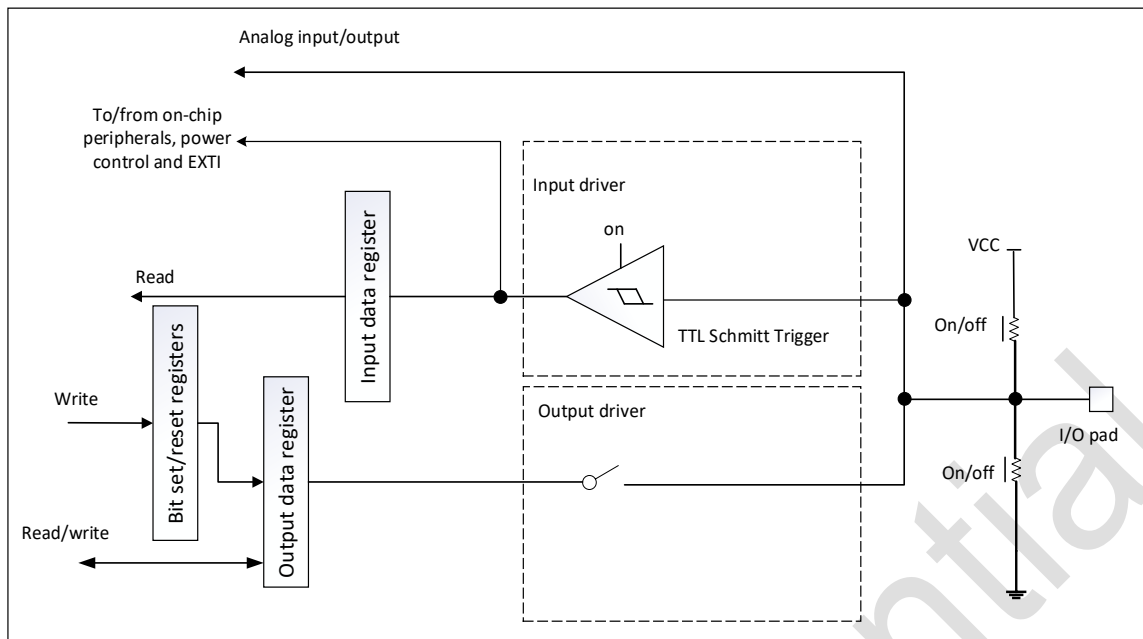 Analog input/output
To/from on-chip
peripherals, power
control and EXTI
Input driver
on
TTL Schmitt Trigger
Input data register
Read
VCC
On/off
Bit set/reset registers
Write
Output data register
Output driver
I/O pad
On/off
Read/write
ntial